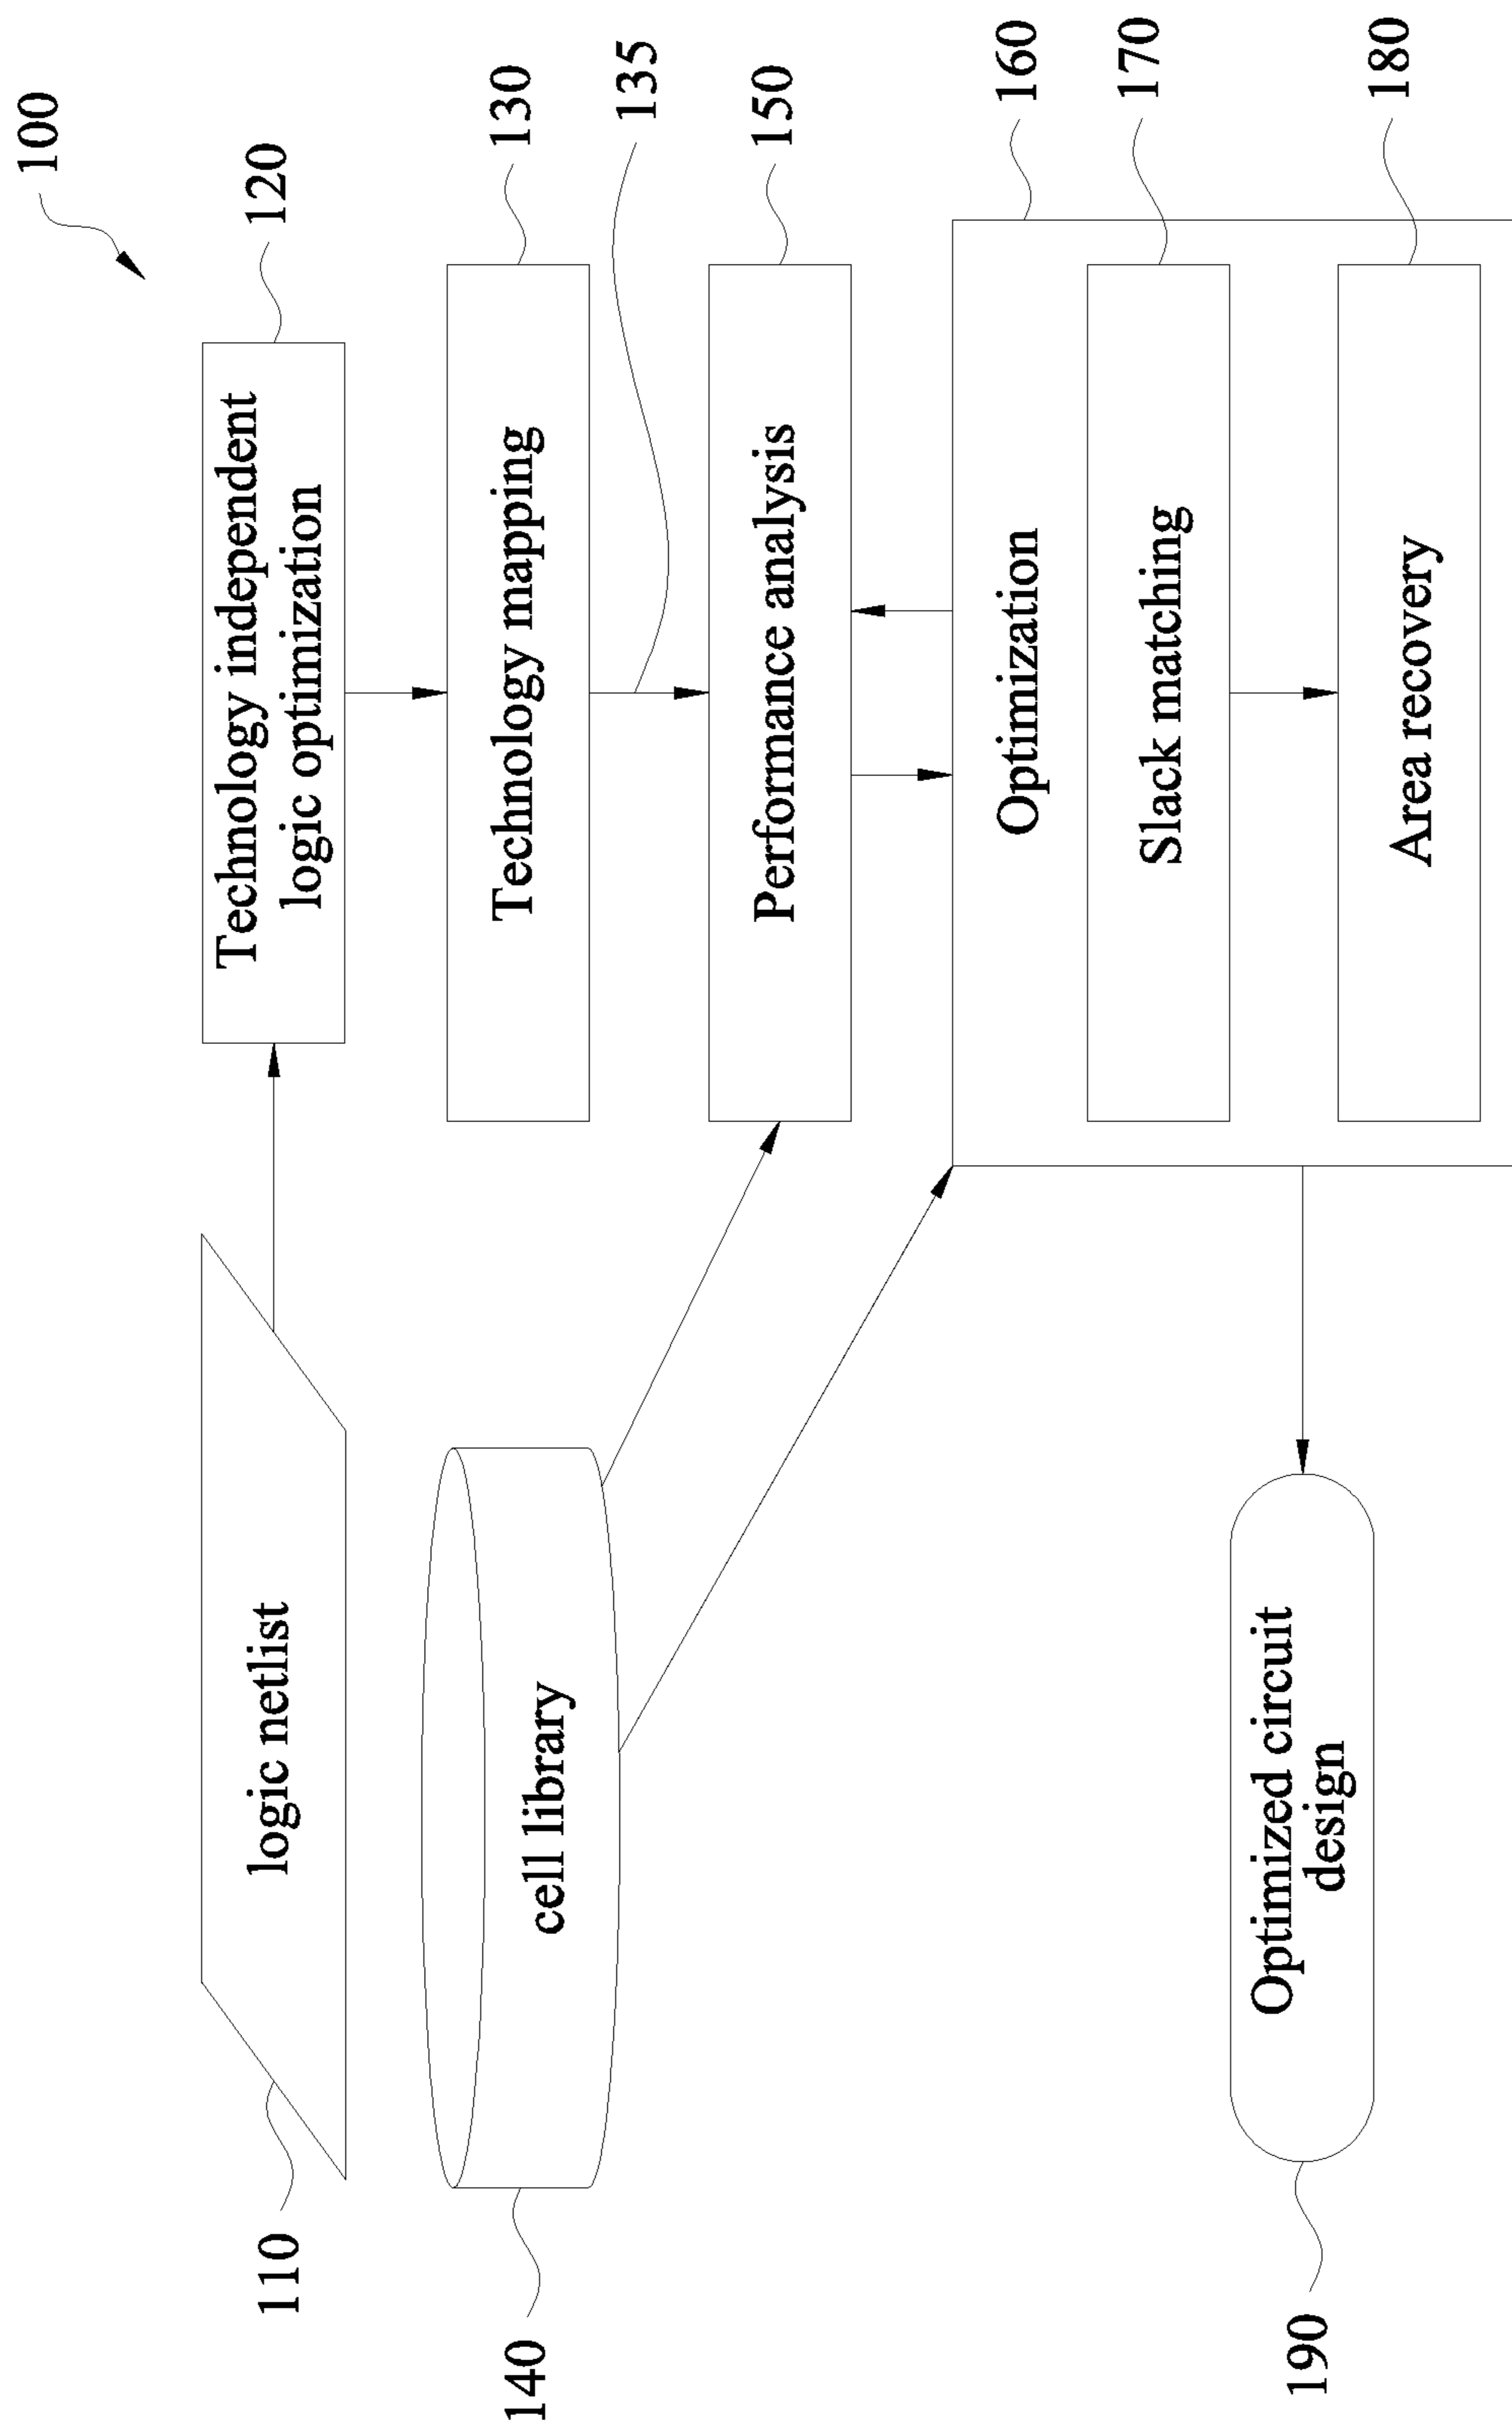 100
110
logic netlist
Technology independent
logic optimization
120
140
cell library
Technology mapping
130
135
Performance analysis
150
Optimization
160
Slack matching
170
190
Optimized circuit
design
Area recovery
180